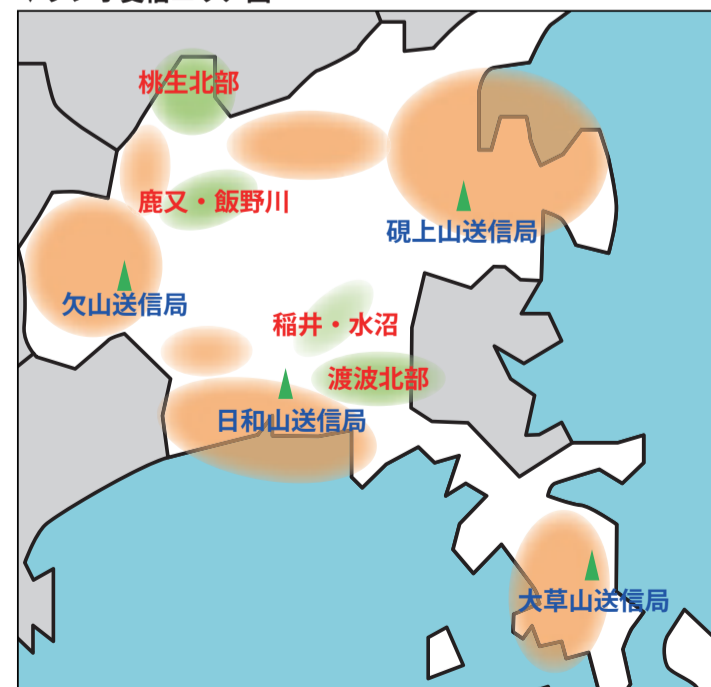 桃生北部
鹿又・飯野川
硯上山送信局
欠山送信局
稲井・水沼
渡波北部
日和山送信局
大草山送信局